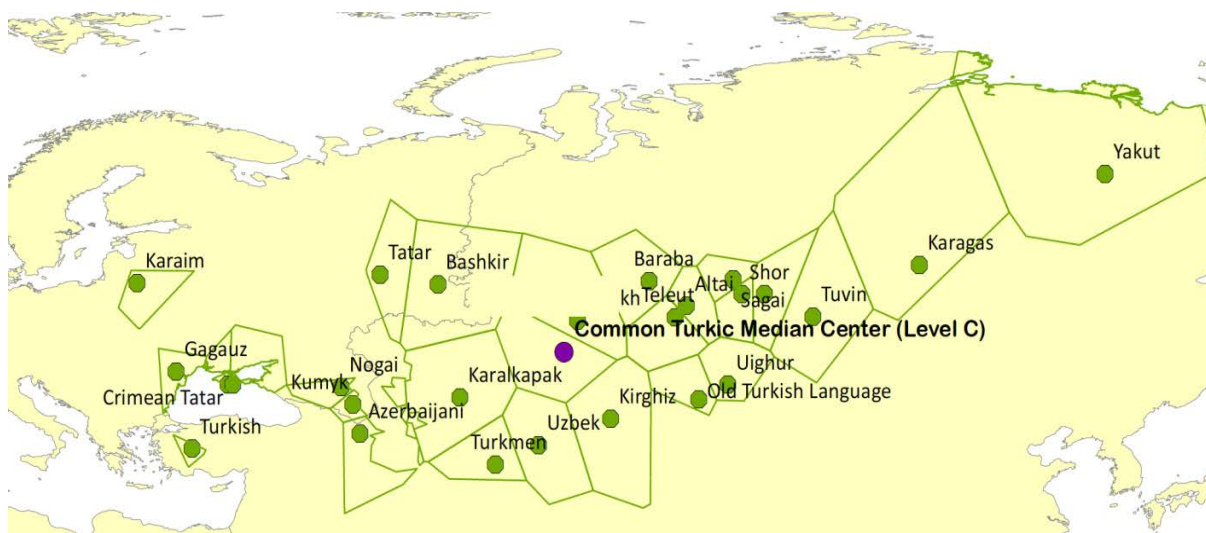 Yakut
Karagas
Tatar
Bashkir
Karaim
Baraba
Shor
Altai
Teleut
kh
Sagai
Tuvin
Common Turkic Median Center (Level C)
Gagauz
Nogai
Uighur
Kumyk
Karalkapak
Crimean Tatar
Old Turkish Language
Azerbaijani
Kirghiz
Uzbek
Turkish
Turkmen